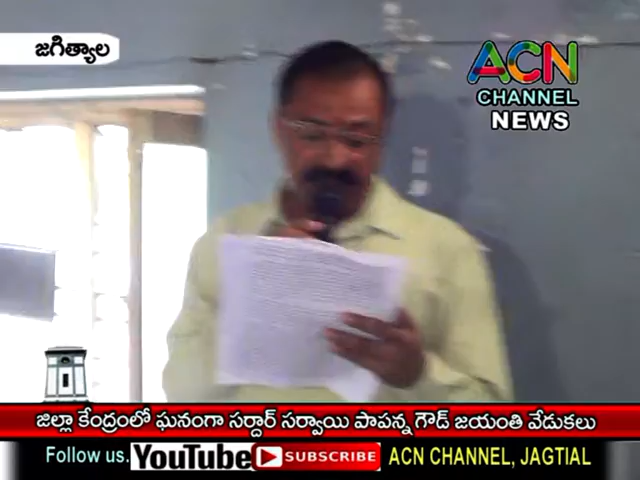 జగిత్యాల
ACN
CHANNEL
NEWS
జిల్లా కేంద్రంలో ఘనంగా సర్దార్ సర్వాయి పాపన్న గౌడ్ జయంతి వేడుకలు
Follow us. YouTube SUBSCRIBE ACN CHANNEL, JAGTIAL